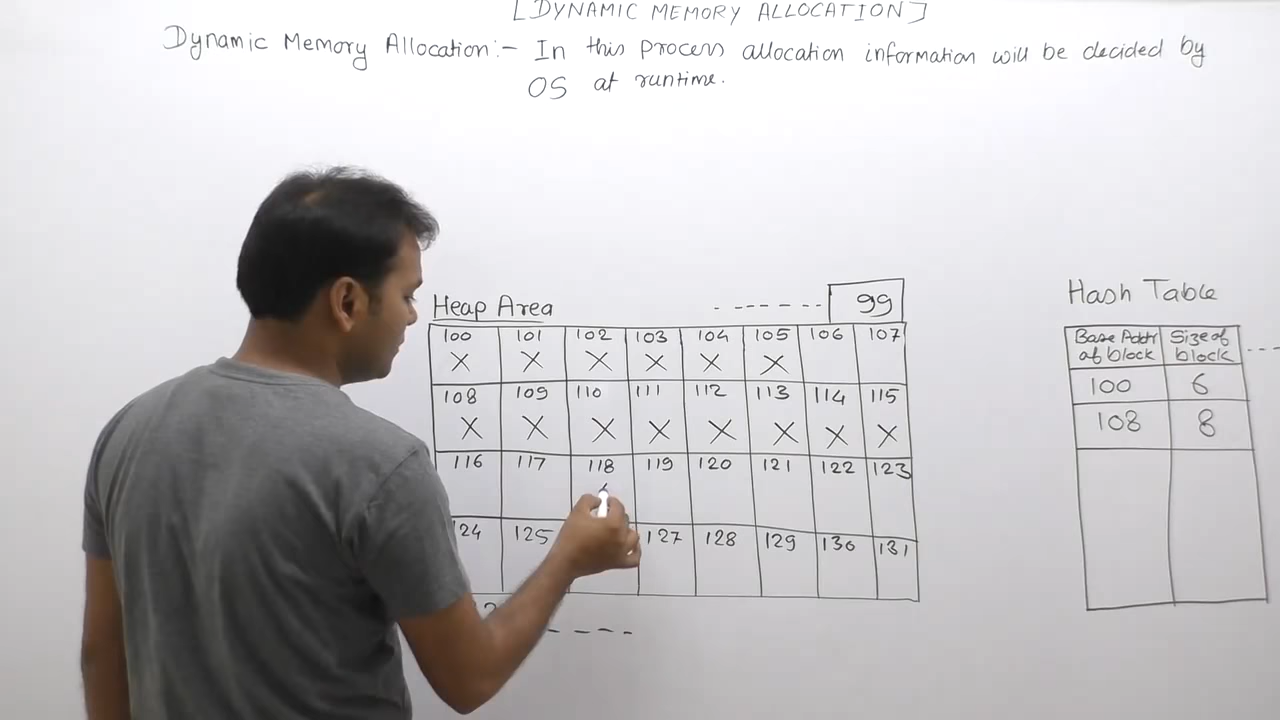 [DYNAMIC MEMORY ALLOCATION]
Dynamic Memory Allocation:- In this process allocation information will be decided by
OS at runtime.
Heap Area
99
100 101 102 103 104 105 106 107
X X X X X X
108 109 110 111 112 113 114 115
X X X X X X X X
116 117 118 119 120 121 122 123
24 125 127 128 129 130 131
Hash Table
Base Addr of block
Size of block
100 6
108 8